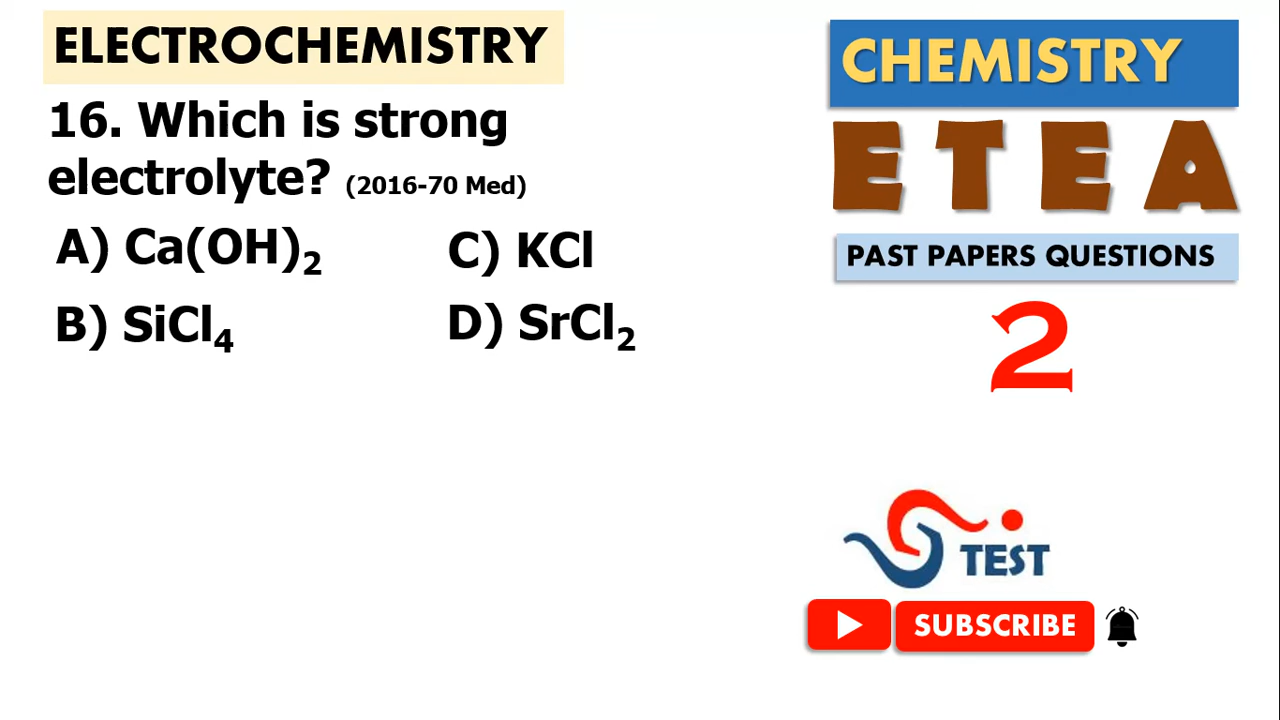 ELECTROCHEMISTRY
16. Which is strong
electrolyte? (2016-70 Med)
A) Ca(OH)₂
C) KCl
B) SiCl₄
D) SrCl₂
CHEMISTRY
ETEA
PAST PAPERS QUESTIONS
2
TEST
SUBSCRIBE